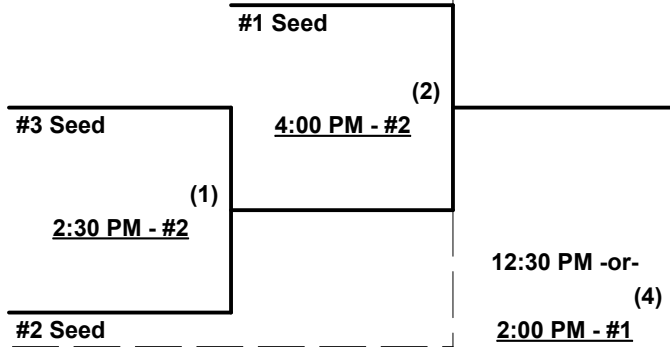 #1 Seed
(2)
4:00 PM - #2
#3 Seed
(1)
2:30 PM - #2
#2 Seed
12:30 PM -or-
(4)
2:00 PM - #1